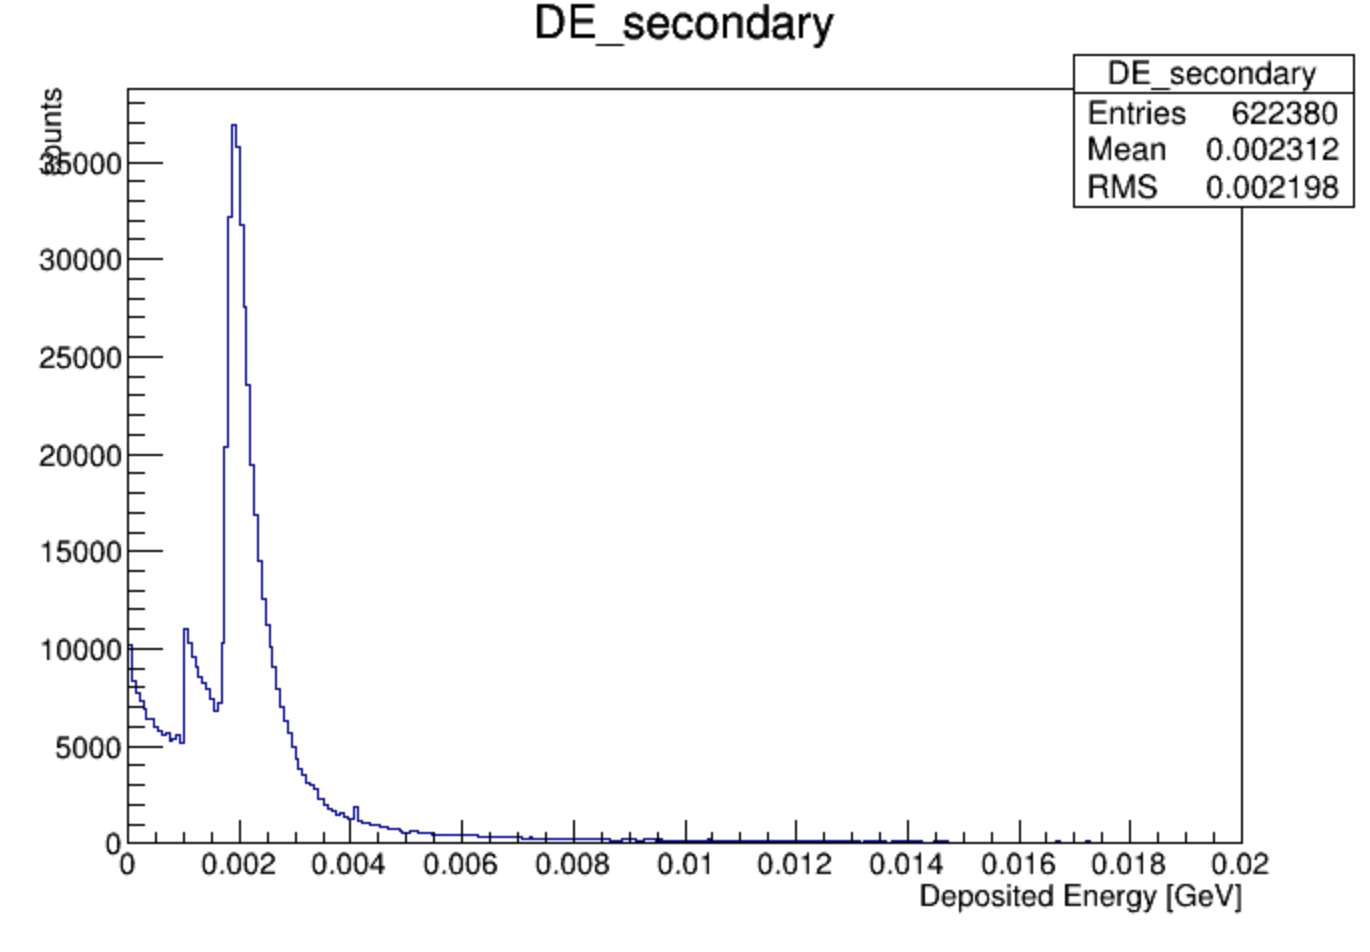 DE_secondary
DE_secondary
Entries 622380
Mean 0.002312
RMS 0.002198
counts
35000
30000
25000
20000
15000
10000
5000
0
0 0.002 0.004 0.006 0.008 0.01 0.012 0.014 0.016 0.018 0.02
Deposited Energy [GeV]